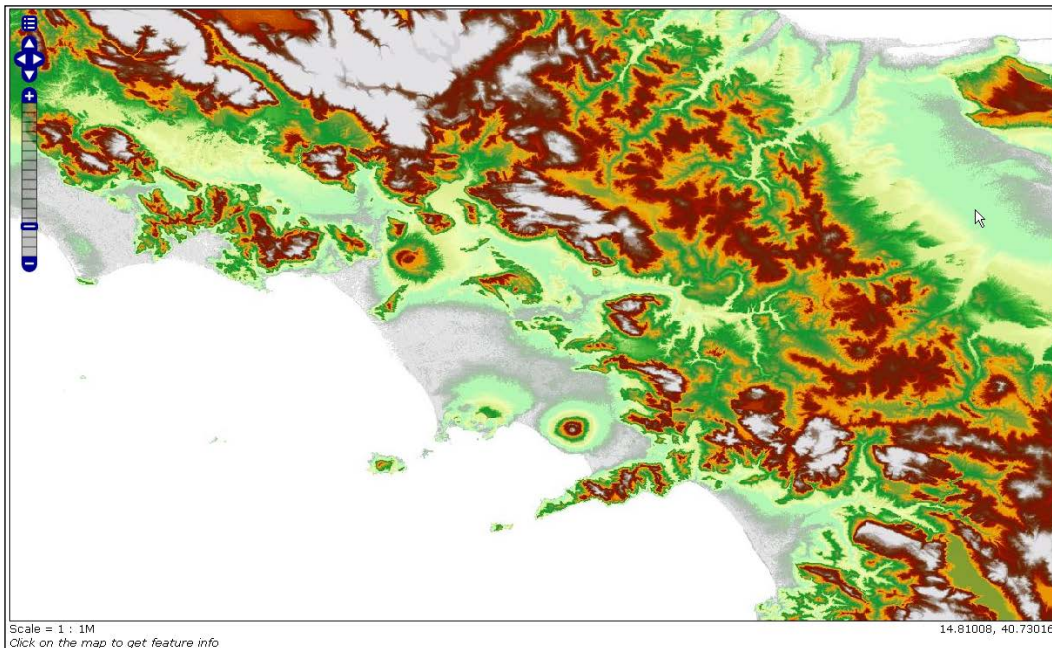 Scale = 1 : 1M
14.81008, 40.73016
Click on the map to get feature info